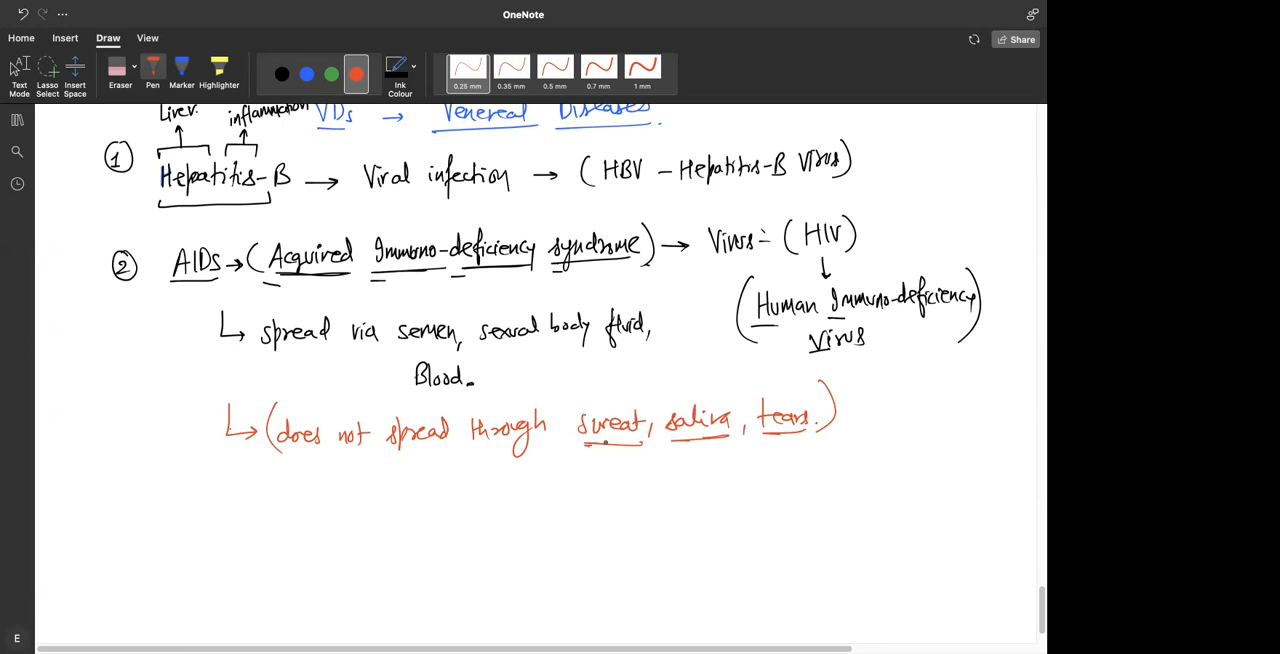 OneNote
Home Insert Draw View
Share
Text Mode Lasso Select Insert Space Eraser Pen Marker Highlighter Ink Colour 0.25 mm 0.35 mm 0.5 mm 0.7 mm 1 mm
Liver. inflammation VDs → Venereal Diseases.
① Hepatitis-B → Viral infection → (HBV - Hepatitis-B Virus)
② AIDs → (Acquired Immuno-deficiency syndrome) → Virus = (HIV)
(Human Immuno-deficiency
Virus)
↳ spread via semen, sexual body fluid,
Blood.
↳ (does not spread through sweat, saliva, tears.)
E